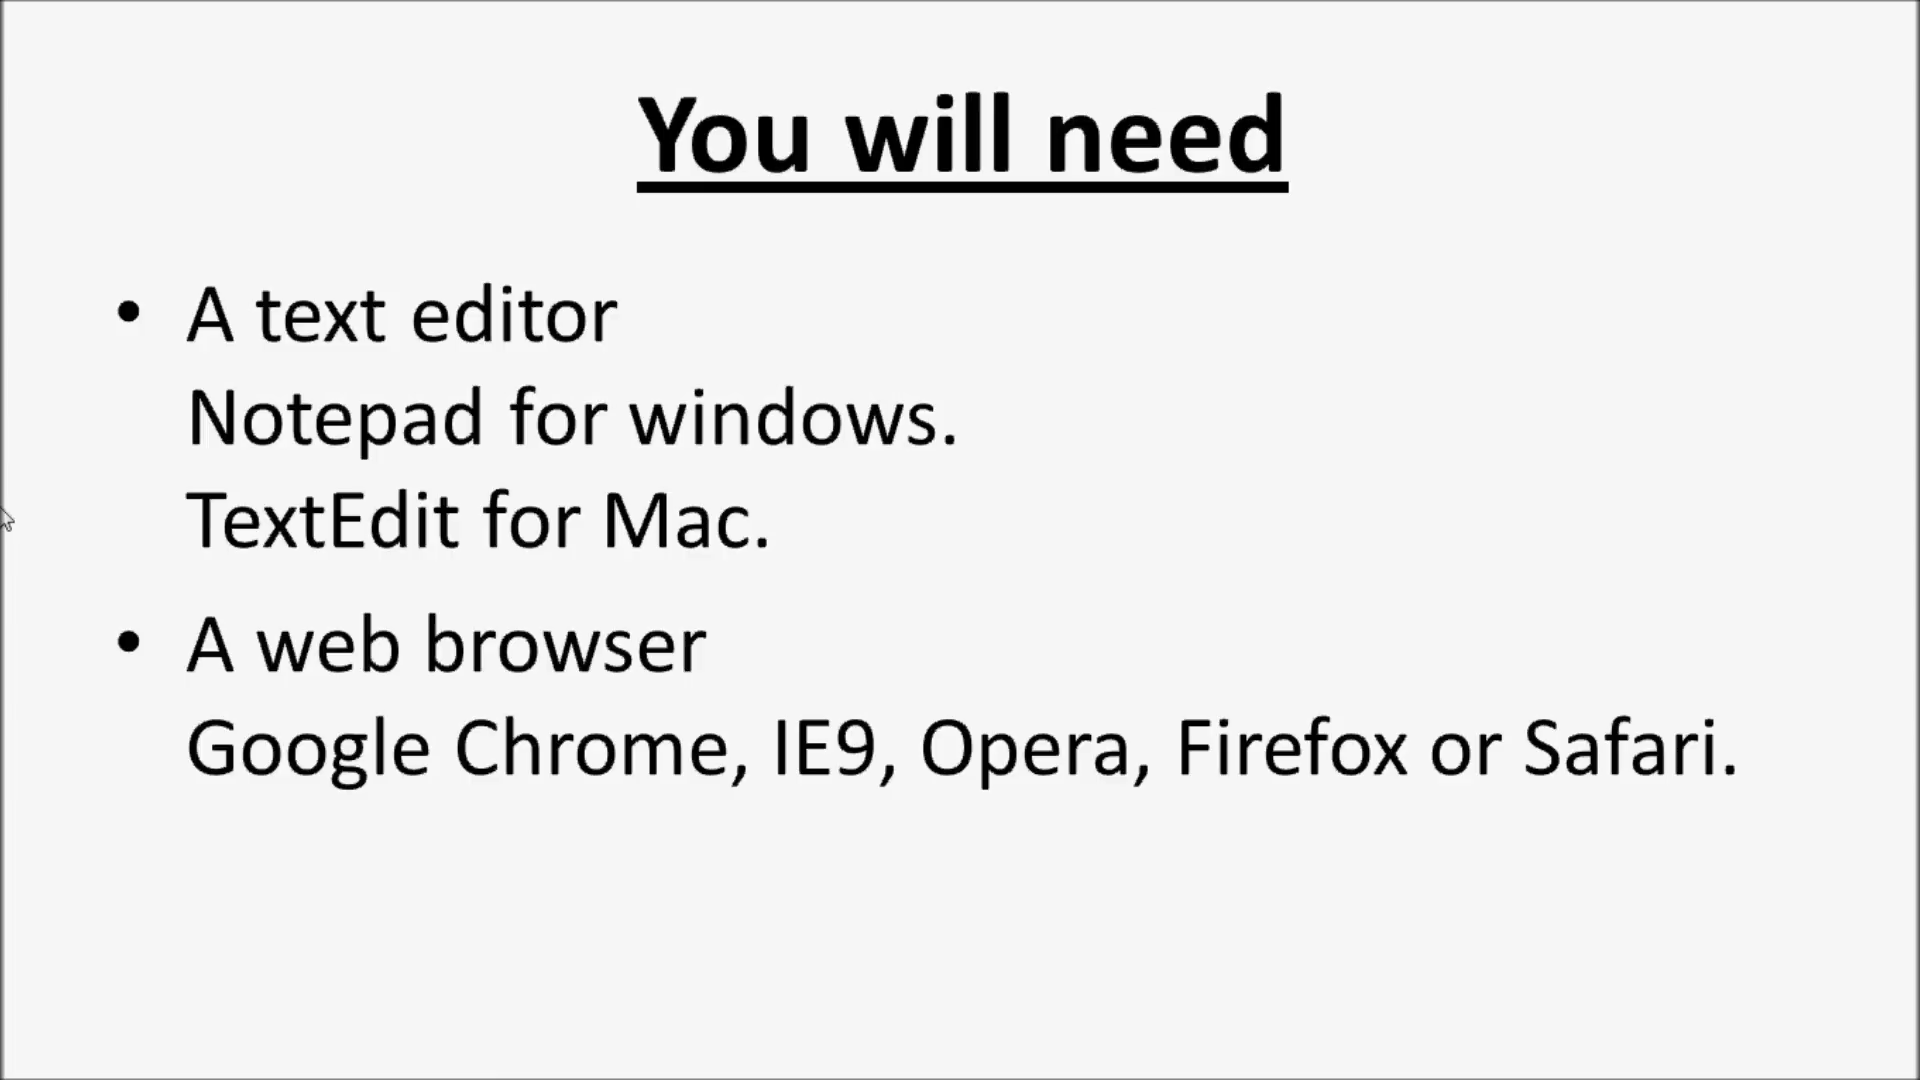 You will need
• A text editor
Notepad for windows.
TextEdit for Mac.
• A web browser
Google Chrome, IE9, Opera, Firefox or Safari.